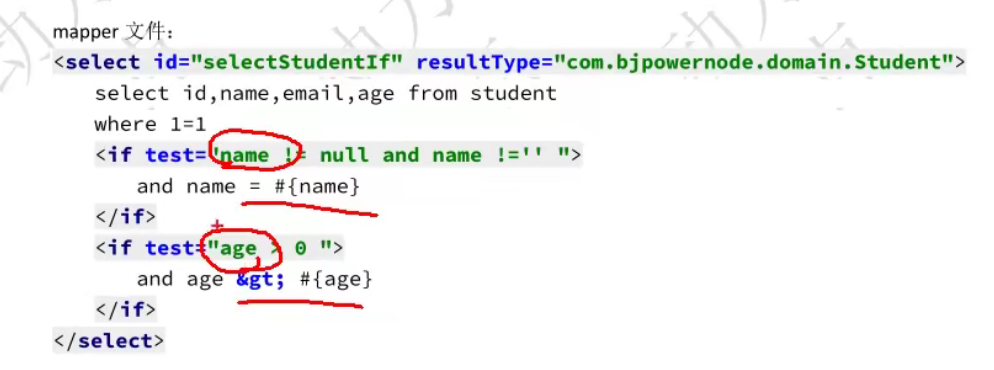 mapper 文件：
<select id="selectStudentIf" resultType="com.bjpowernode.domain.Student">
select id,name,email,age from student
where 1=1
<if test="name != null and name !='' ">
and name = #{name}
</if>
<if test="age > 0 ">
and age &gt; #{age}
</if>
</select>